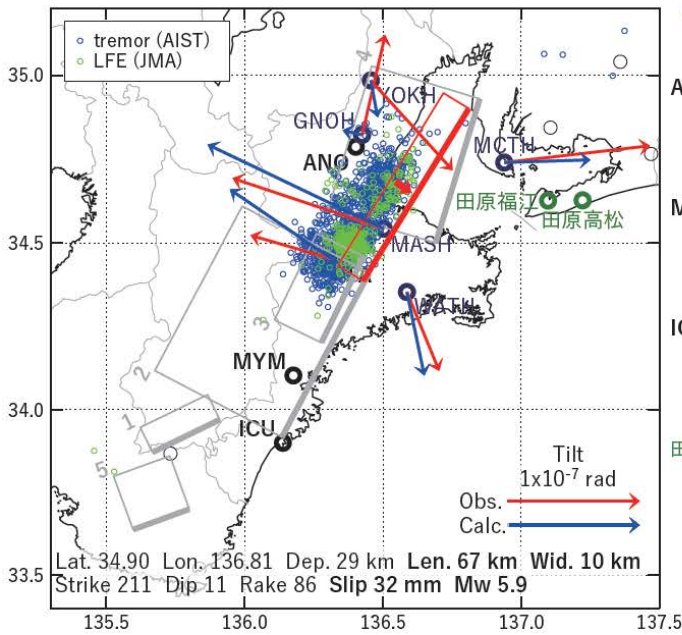 tremor (AIST)
LFE (JMA)
35.0
34.5
34.0
33.5
4
YOKH
GNOH
ANO
MCTH
田原福江
田原高松
MASH
WATH
3
2
MYM
1
ICU
5
Tilt
1x10-7 rad
Obs.
Calc.
Lat. 34.90 Lon. 136.81 Dep. 29 km Len. 67 km Wid. 10 km
Strike 211 Dip 11 Rake 86 Slip 32 mm Mw 5.9
135.5 136.0 136.5 137.0 137.5
A
M
IC
田